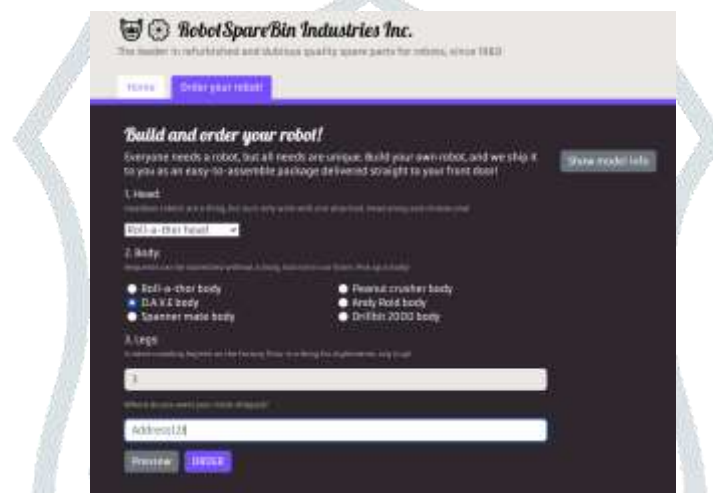 RobotSpareBin Industries Inc.
The leader in refurbished and dubious quality spare parts for robots, since 1982
Home Order your robot!
Build and order your robot!
Everyone needs a robot, but all needs are unique. Build your own robot, and we ship it
to you as an easy-to-assemble package delivered straight to your front door!
Show model info
1. Head
Roll-a-thor head
2. Body
Roll-a-thor body
Peanut crusher body
D.A.V.E body
Andy Roid body
Spanner mate body
Drillbit 2000 body
3. Legs
3
Address123
Preview ORDER